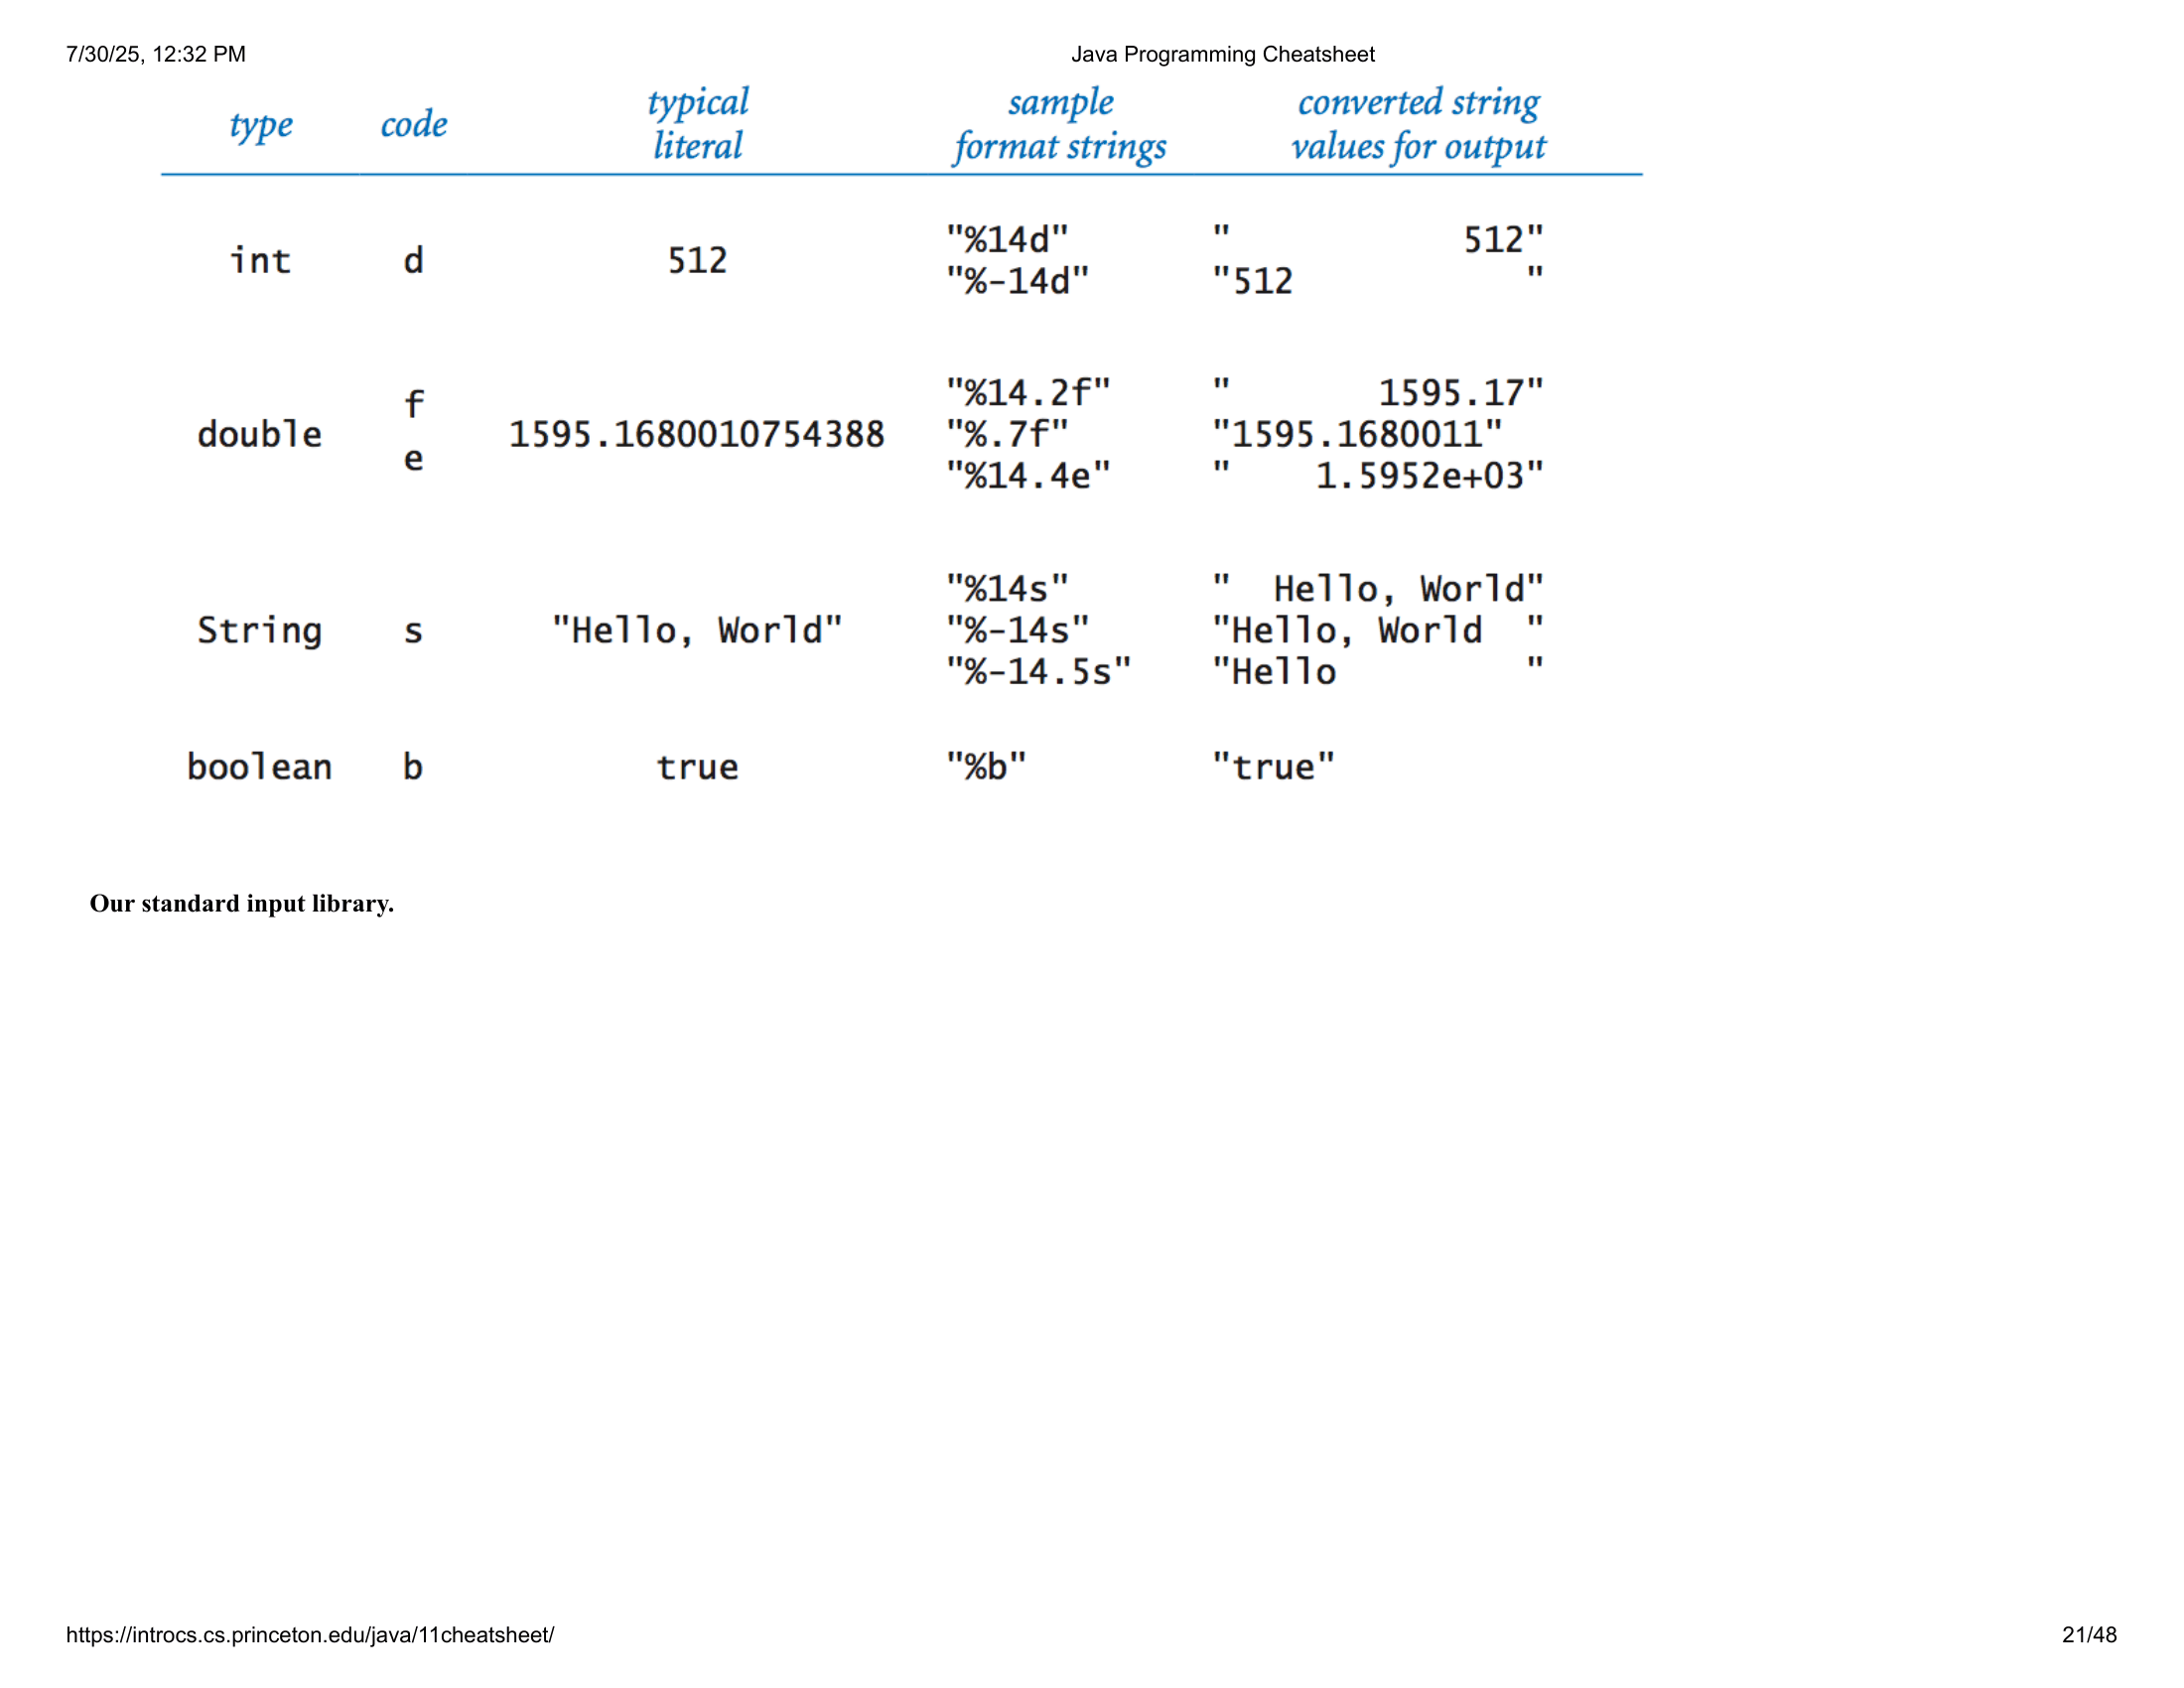 7/30/25, 12:32 PM Java Programming Cheatsheet
type code typical literal sample format strings converted string values for output
int d 512 "%14d" "           512"
"%-14d" "512           "
double f e 1595.1680010754388 "%14.2f" "       1595.17"
"%.7f" "1595.1680011"
"%14.4e" "    1.5952e+03"
String s "Hello, World" "%14s" "  Hello, World"
"%-14s" "Hello, World  "
"%-14.5s" "Hello         "
boolean b true "%b" "true"
Our standard input library.
https://introcs.cs.princeton.edu/java/11cheatsheet/ 21/48